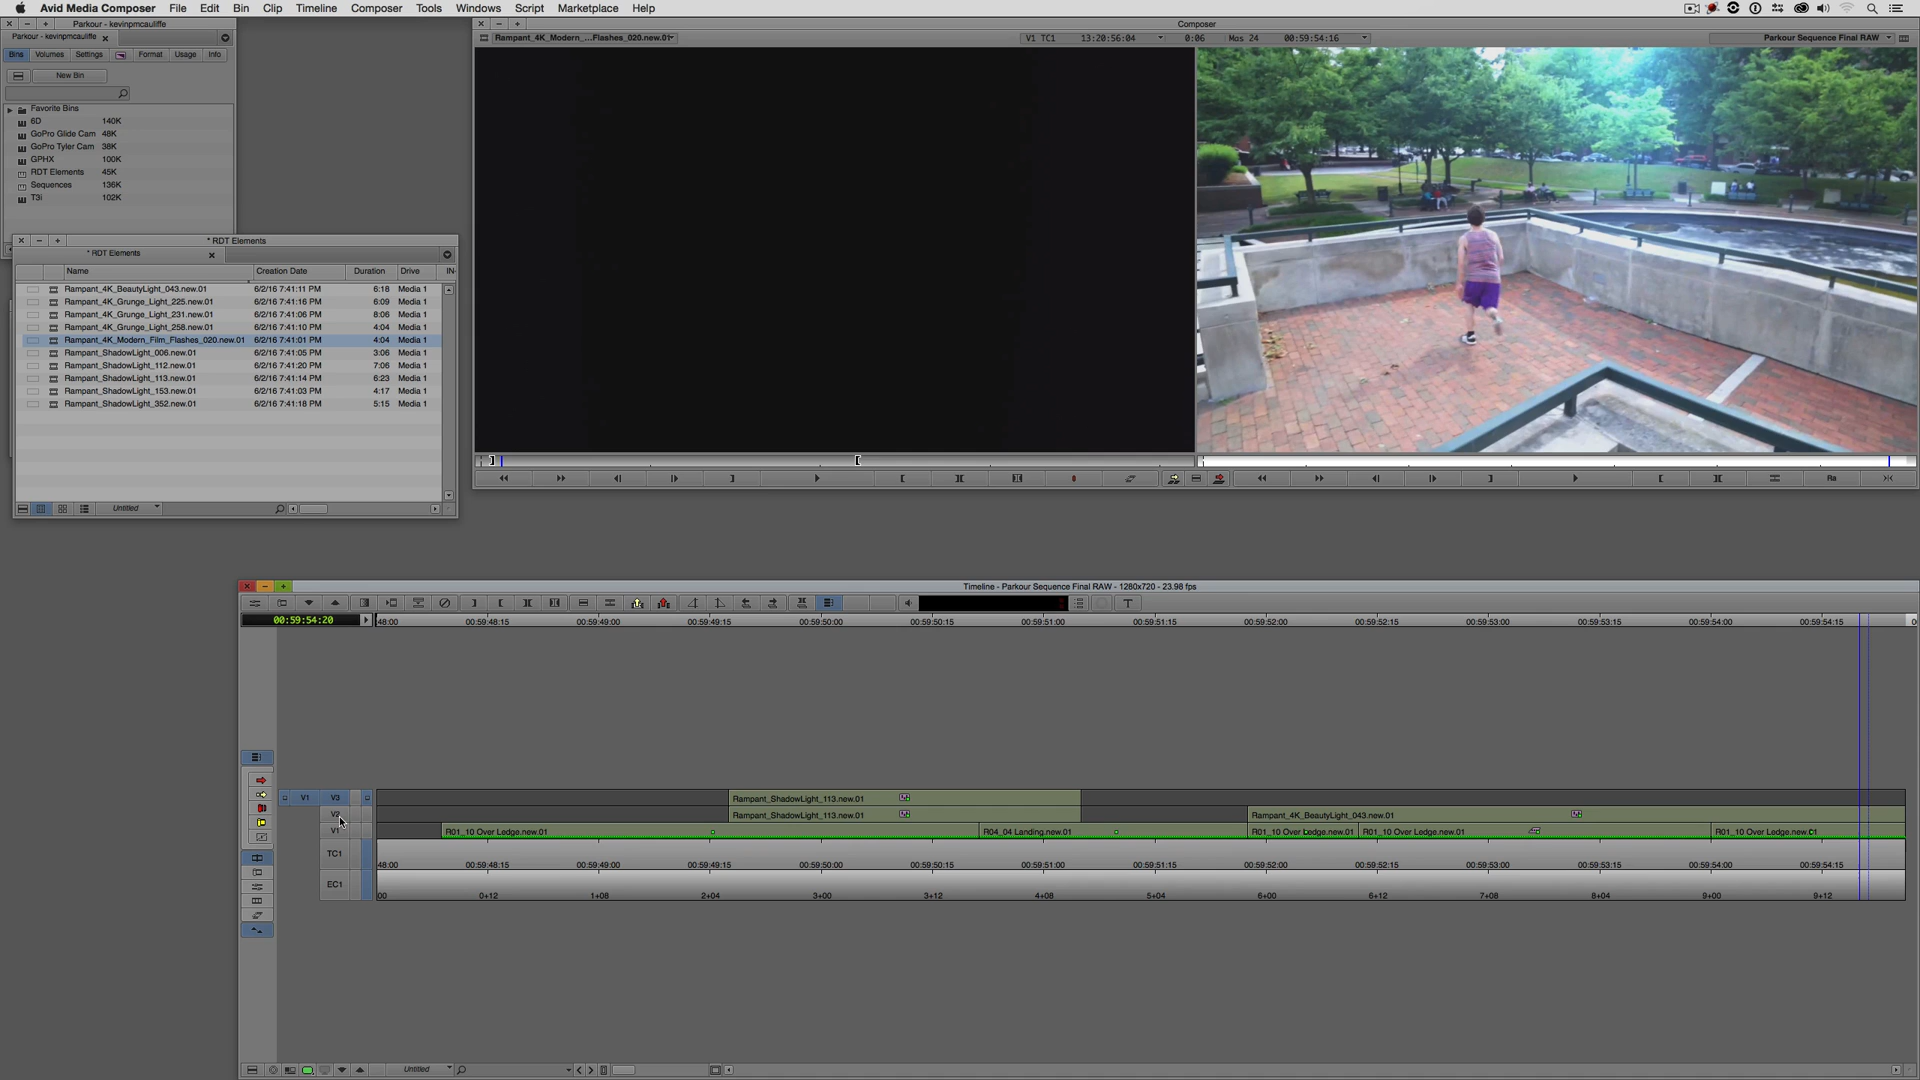 Avid Media Composer File Edit Bin Clip Timeline Composer Tools Windows Script Marketplace Help
Parkour - kevinpmcauliffe
Parkour - kevinpmcauliffe
Bins Volumes Settings Format Usage Info
New Bin
Favorite Bins
6D 140K
GoPro Glide Cam 48K
GoPro Tyler Cam 38K
GPHX 100K
RDT Elements 45K
Sequences 136K
T3i 102K
* RDT Elements
* RDT Elements
Name Creation Date Duration Drive IN-
Rampant_4K_BeautyLight_043.new.01 6/2/16 7:41:11 PM 6:18 Media 1
Rampant_4K_Grunge_Light_225.new.01 6/2/16 7:41:16 PM 6:09 Media 1
Rampant_4K_Grunge_Light_231.new.01 6/2/16 7:41:06 PM 8:06 Media 1
Rampant_4K_Grunge_Light_258.new.01 6/2/16 7:41:10 PM 4:04 Media 1
Rampant_4K_Modern_Film_Flashes_020.new.01 6/2/16 7:41:01 PM 4:04 Media 1
Rampant_ShadowLight_006.new.01 6/2/16 7:41:05 PM 3:06 Media 1
Rampant_ShadowLight_112.new.01 6/2/16 7:41:20 PM 7:06 Media 1
Rampant_ShadowLight_113.new.01 6/2/16 7:41:14 PM 6:23 Media 1
Rampant_ShadowLight_153.new.01 6/2/16 7:41:03 PM 4:17 Media 1
Rampant_ShadowLight_352.new.01 6/2/16 7:41:18 PM 5:15 Media 1
Untitled
Composer
Rampant_4K_Modern_...Flashes_020.new.01 V1 TC1 13:20:56:04 0:06 Mas 24 00:59:54:16 Parkour Sequence Final RAW
Ra
Timeline - Parkour Sequence Final RAW - 1280x720 - 23.98 fps
T
00:59:54:20 48:00 00:59:48:15 00:59:49:00 00:59:49:15 00:59:50:00 00:59:50:15 00:59:51:00 00:59:51:15 00:59:52:00 00:59:52:15 00:59:53:00 00:59:53:15 00:59:54:00 00:59:54:15
V1 V3 Rampant_ShadowLight_113.new.01
V2 Rampant_ShadowLight_113.new.01 Rampant_4K_BeautyLight_043.new.01
V1 R01_10 Over Ledge.new.01 R04_04 Landing.new.01 R01_10 Over Ledge.new.01 R01_10 Over Ledge.new.01 R01_10 Over Ledge.new.01
TC1 48:00 00:59:48:15 00:59:49:00 00:59:49:15 00:59:50:00 00:59:50:15 00:59:51:00 00:59:51:15 00:59:52:00 00:59:52:15 00:59:53:00 00:59:53:15 00:59:54:00 00:59:54:15
EC1 00 0+12 1+08 2+04 3+00 3+12 4+08 5+04 6+00 6+12 7+08 8+04 9+00 9+12
Untitled